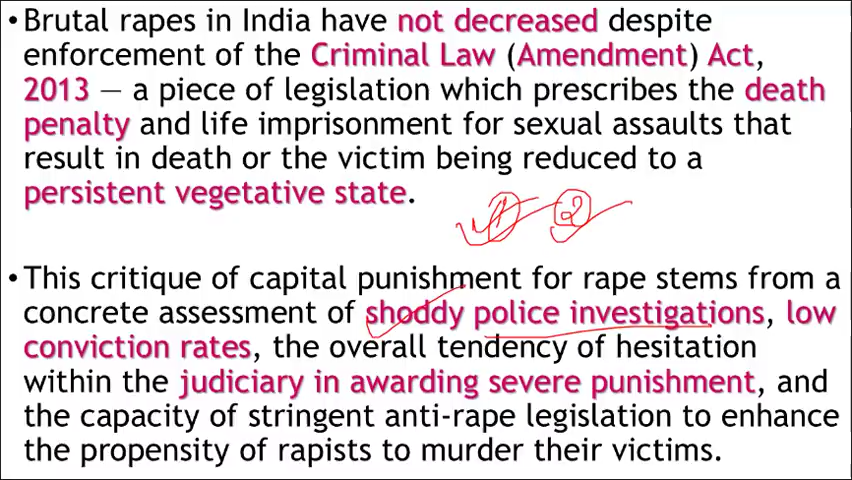 • Brutal rapes in India have not decreased despite
enforcement of the Criminal Law (Amendment) Act,
2013 — a piece of legislation which prescribes the death
penalty and life imprisonment for sexual assaults that
result in death or the victim being reduced to a
persistent vegetative state.
1 2
• This critique of capital punishment for rape stems from a
concrete assessment of shoddy police investigations, low
conviction rates, the overall tendency of hesitation
within the judiciary in awarding severe punishment, and
the capacity of stringent anti-rape legislation to enhance
the propensity of rapists to murder their victims.